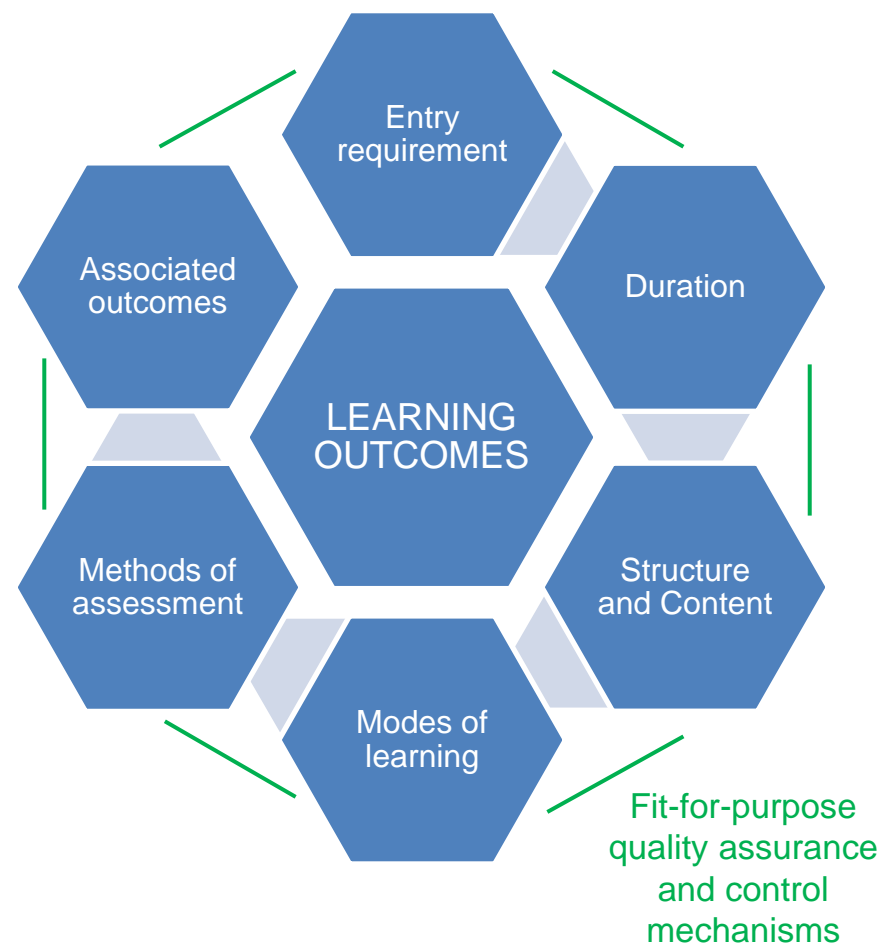 Entry
requirement
Duration
Structure
and Content
Modes of
learning
Methods of
assessment
Associated
outcomes
LEARNING
OUTCOMES
Fit-for-purpose
quality assurance
and control
mechanisms